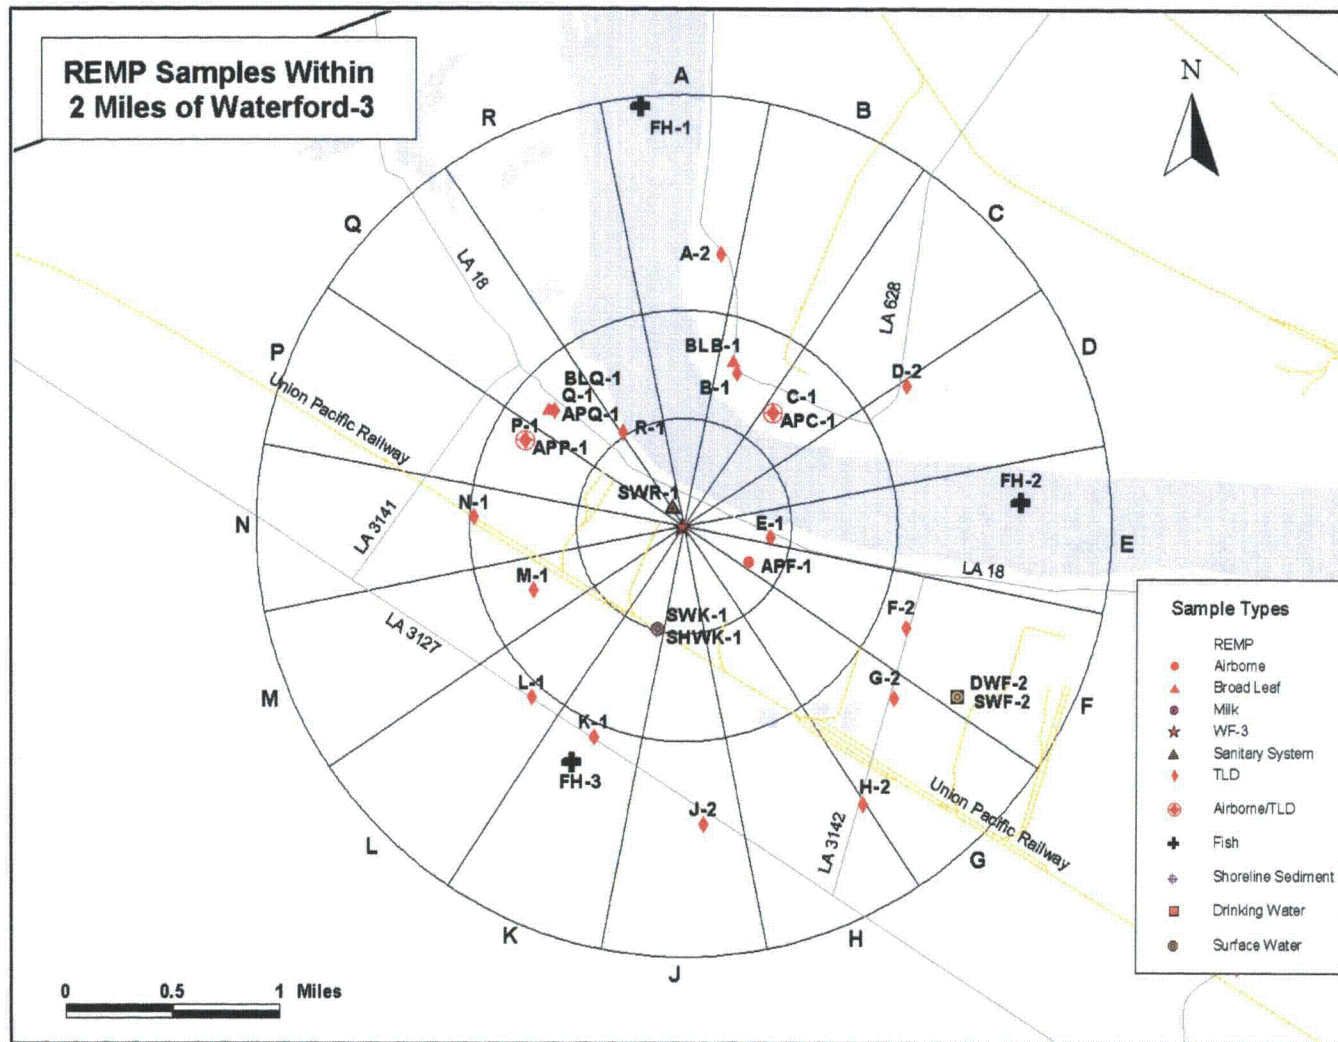 REMP Samples Within
2 Miles of Waterford-3
N
A
B
C
D
E
F
G
H
J
K
L
M
N
P
Q
R
FH-1
A-2
LA 18
LA 628
BLB-1
B-1
D-2
C-1
APC-1
BLQ-1
Q-1
APQ-1
P-1
APP-1
R-1
Union Pacific Railway
SWR-1
FH-2
N-1
E-1
LA 3141
APF-1
LA 18
M-1
F-2
SWK-1
SHWK-1
LA 3127
G-2
DWF-2
SWF-2
L-1
K-1
FH-3
H-2
Union Pacific Railway
J-2
LA 3142
Sample Types
REMP
Airborne
Broad Leaf
Milk
WF-3
Sanitary System
TLD
Airborne/TLD
Fish
Shoreline Sediment
Drinking Water
Surface Water
0 0.5 1 Miles